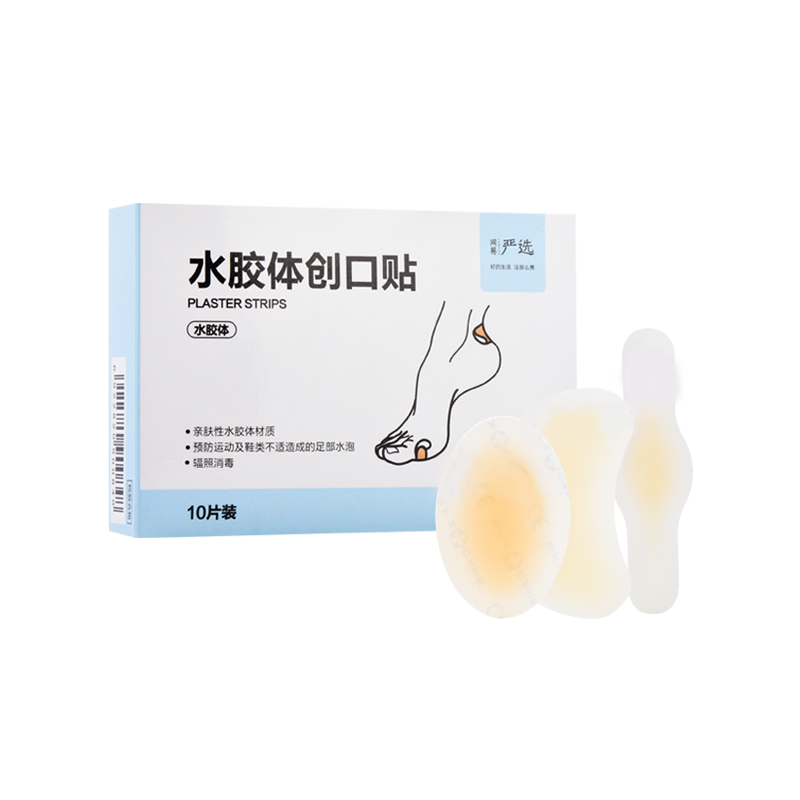 网易 严选
好的生活 没那么贵
水胶体创口贴
PLASTER STRIPS
水胶体
• 亲肤性水胶体材质
• 预防运动及鞋类不适造成的足部水泡
• 辐照消毒
10片装